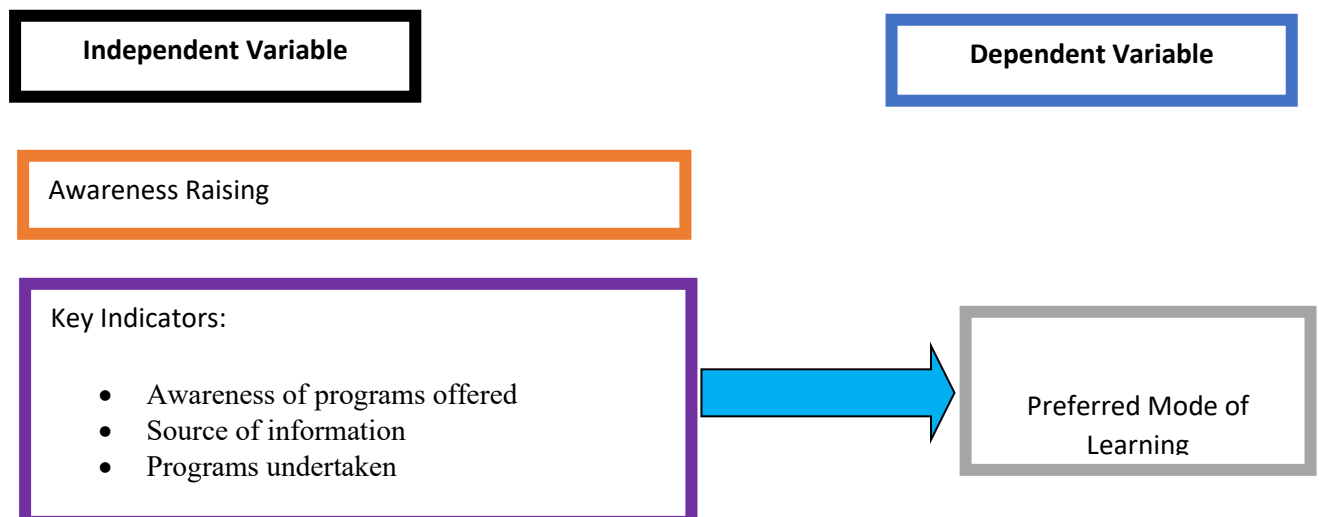 Independent Variable
Dependent Variable
Awareness Raising
Key Indicators:
• Awareness of programs offered
• Source of information
• Programs undertaken
Preferred Mode of
Learning